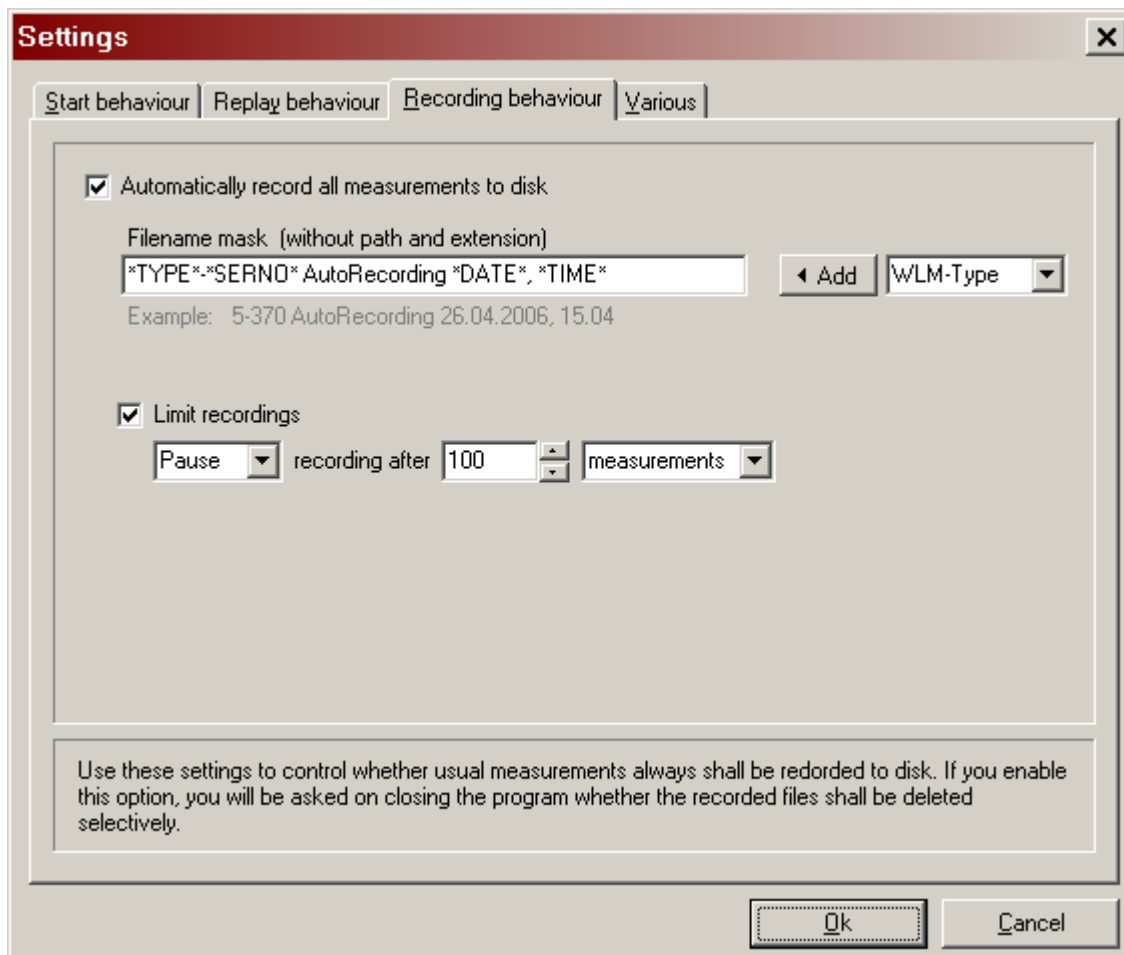 Settings
Start behaviour Replay behaviour Recording behaviour Various
Automatically record all measurements to disk
Filename mask (without path and extension)
*TYPE*-*SERNO* AutoRecording *DATE*, *TIME* Add WLM-Type
Example: 5-370 AutoRecording 26.04.2006, 15.04
Limit recordings
Pause recording after 100 measurements
Use these settings to control whether usual measurements always shall be redorded to disk. If you enable
this option, you will be asked on closing the program whether the recorded files shall be deleted
selectively.
Ok Cancel